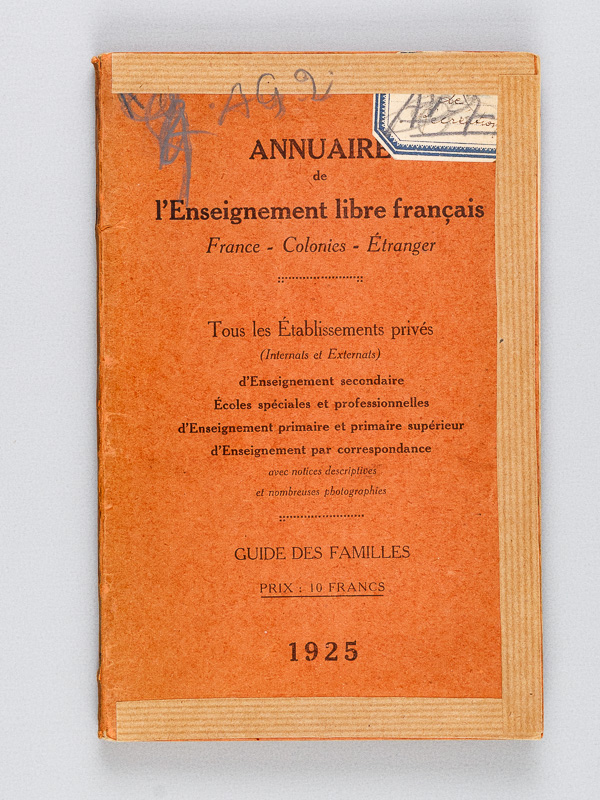 AG 2
ANNUAIRE
de
l'Enseignement libre français
France - Colonies - Étranger
Tous les Établissements privés
(Internats et Externats)
d'Enseignement secondaire
Écoles spéciales et professionnelles
d'Enseignement primaire et primaire supérieur
d'Enseignement par correspondance
avec notices descriptives
et nombreuses photographies
GUIDE DES FAMILLES
PRIX : 10 FRANCS
1925